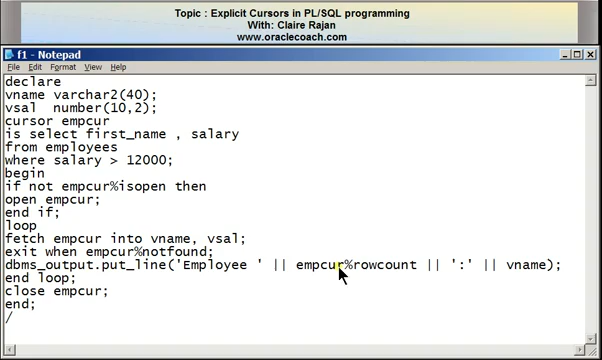 Topic : Explicit Cursors in PL/SQL programming
With: Claire Rajan
www.oraclecoach.com
f1 - Notepad
File Edit Format View Help
declare
vname varchar2(40);
vsal  number(10,2);
cursor empcur
is select first_name , salary
from employees
where salary > 12000;
begin
if not empcur%isopen then
open empcur;
end if;
loop
fetch empcur into vname, vsal;
exit when empcur%notfound;
dbms_output.put_line('Employee ' || empcur%rowcount || ':' || vname);
end loop;
close empcur;
end;
/